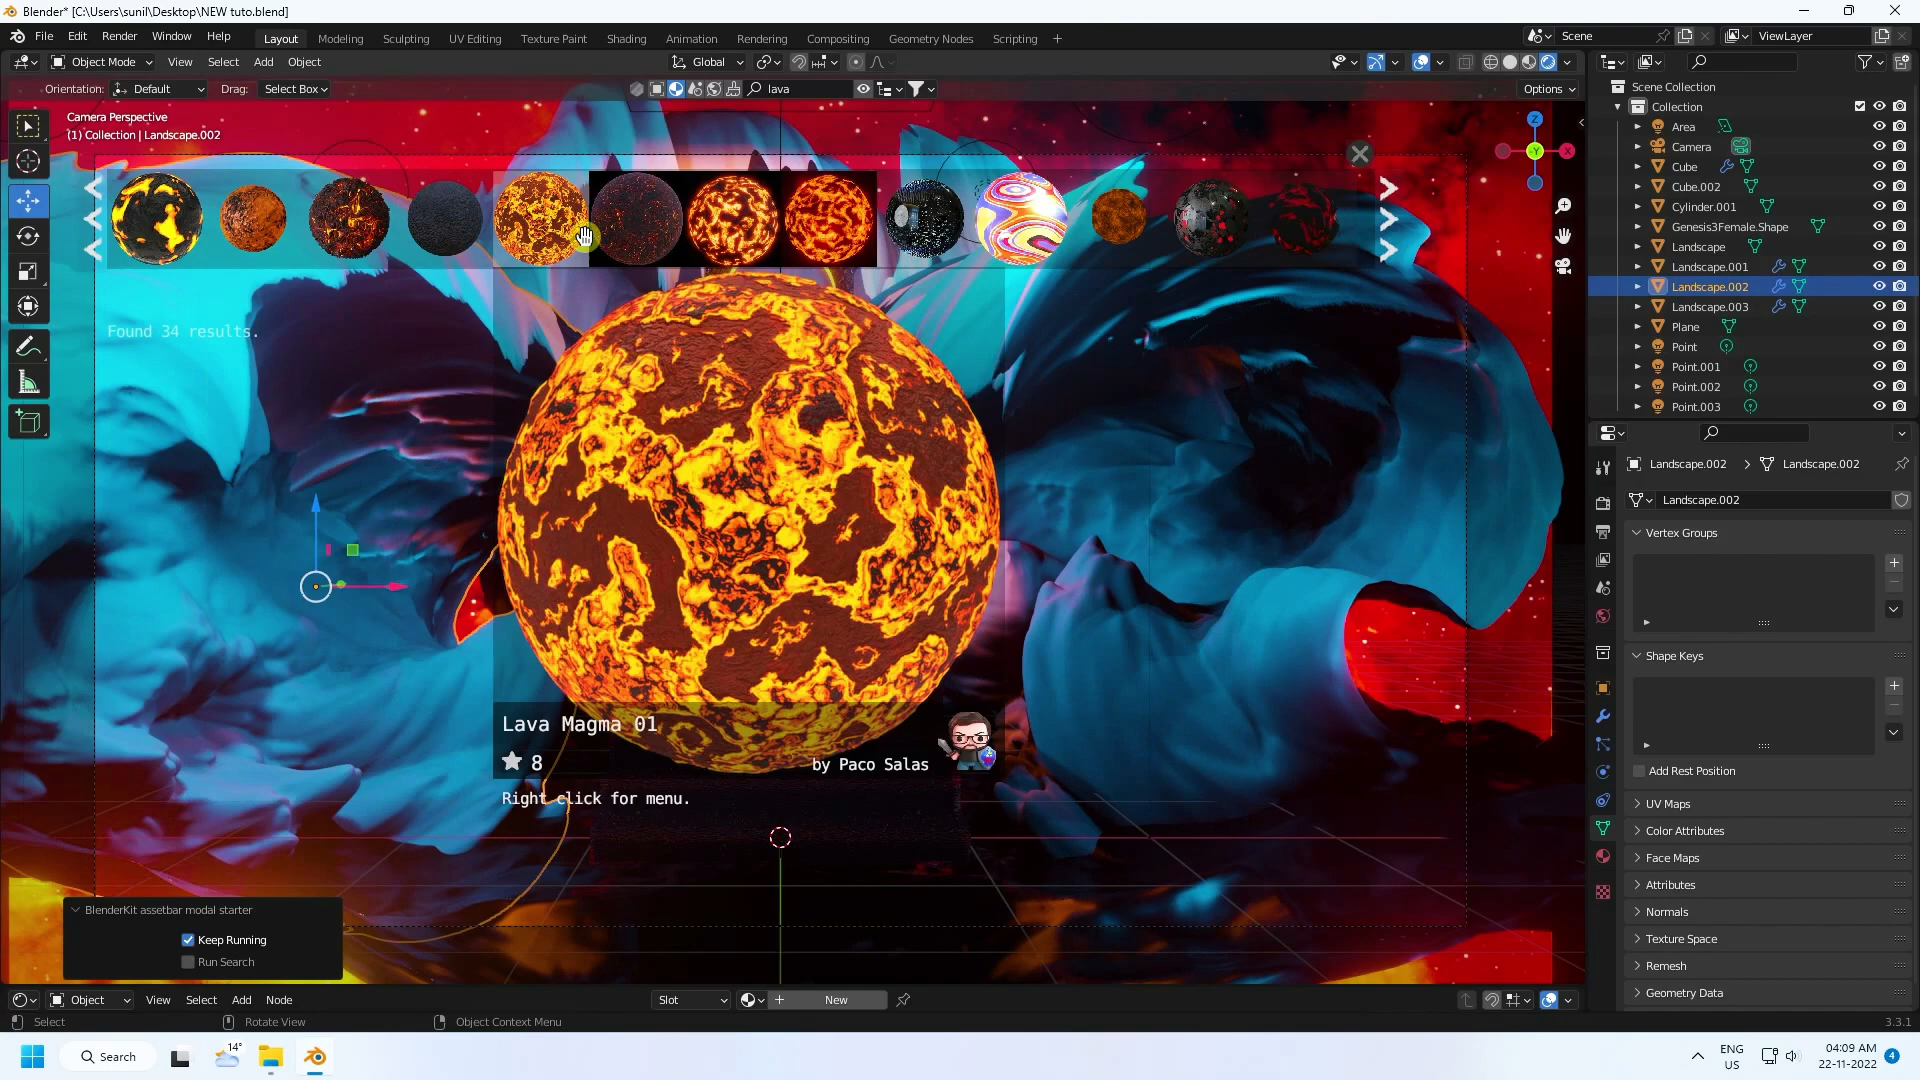 Blender* [C:\Users\sunil\Desktop\NEW tuto.blend]
File Edit Render Window Help
Layout Modeling Sculpting UV Editing Texture Paint Shading Animation Rendering Compositing Geometry Nodes Scripting +
Scene
ViewLayer
Object Mode View Select Add Object
Global
Orientation: Default Drag: Select Box
lava
Options
Camera Perspective
(1) Collection | Landscape.002
Found 34 results.
Lava Magma 01
8
by Paco Salas
Right click for menu.
Z
-Y
X
BlenderKit assetbar modal starter
Keep Running
Run Search
Scene Collection
Collection
Area
Camera
Cube
Cube.002
Cylinder.001
Genesis3Female.Shape
Landscape
Landscape.001
Landscape.002
Landscape.003
Plane
Point
Point.001
Point.002
Point.003
Landscape.002 > Landscape.002
Landscape.002
Vertex Groups
Shape Keys
Add Rest Position
UV Maps
Color Attributes
Face Maps
Attributes
Normals
Texture Space
Remesh
Geometry Data
Object View Select Add Node
Slot
New
Select Rotate View Object Context Menu
3.3.1
Search
14°
ENG
US
04:09 AM
22-11-2022
4